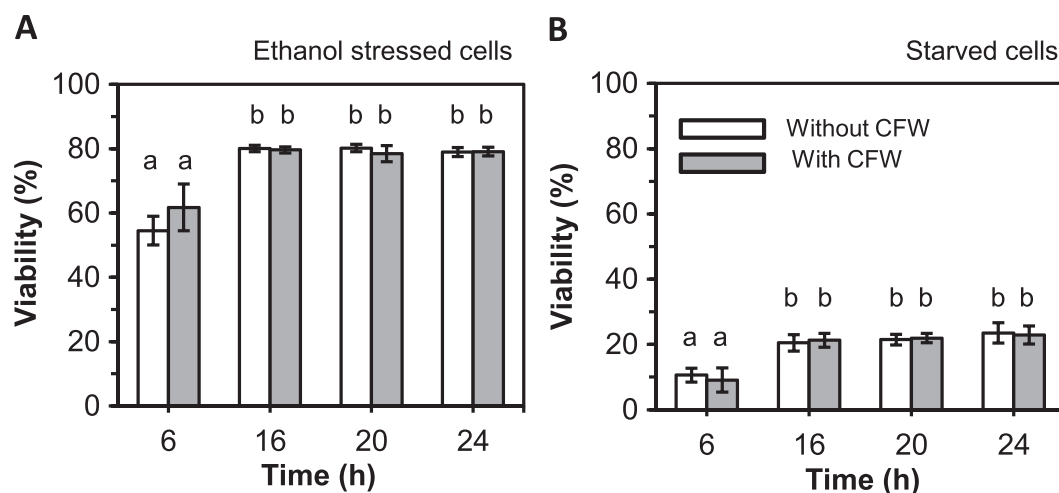 A
Ethanol stressed cells
100
80
60
40
20
0
Viability (%)
a a
b b
b b
b b
6 16 20 24
Time (h)
B
Starved cells
100
80
60
40
20
0
Viability (%)
Without CFW
With CFW
a a
b b
b b
b b
6 16 20 24
Time (h)